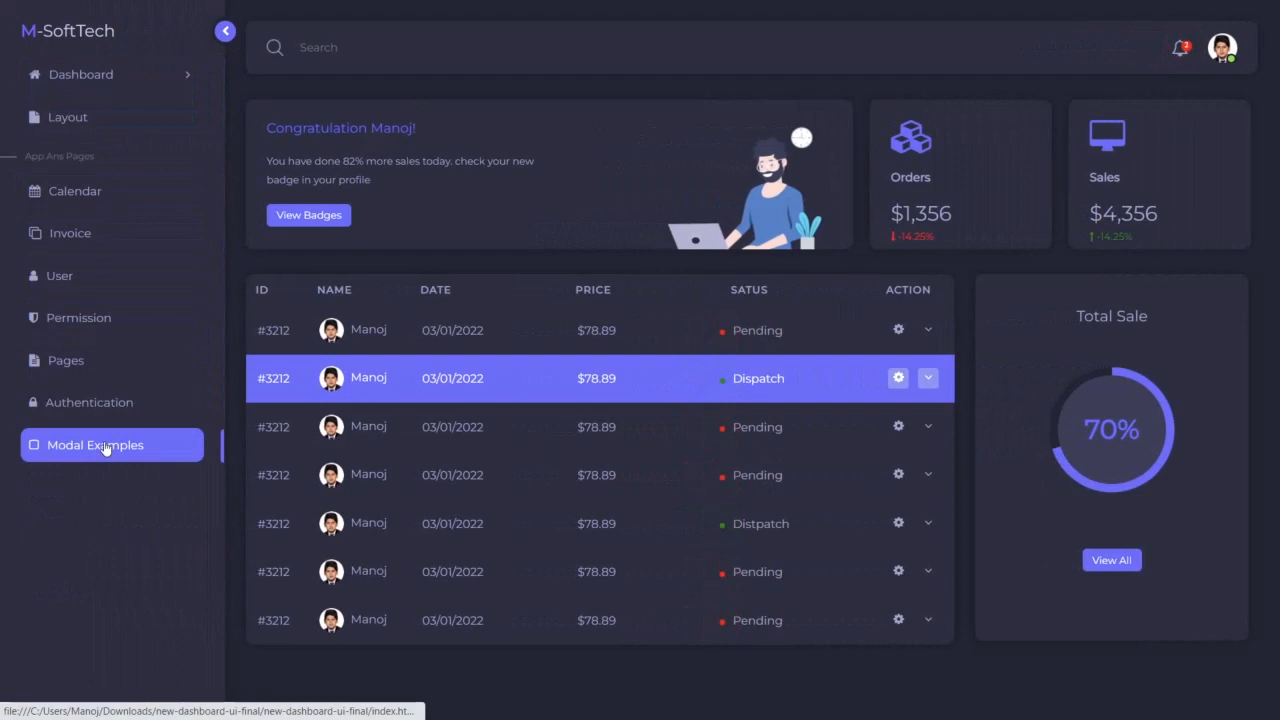 M-SoftTech
Dashboard
Layout
App Ans Pages
Calendar
Invoice
User
Permission
Pages
Authentication
Modal Examples
Search
2
Congratulation Manoj!
You have done 82% more sales today. check your new
badge in your profile
View Badges
Orders
$1,356
-14.25%
Sales
$4,356
-14.25%
ID NAME DATE PRICE SATUS ACTION
#3212 Manoj 03/01/2022 $78.89 Pending
#3212 Manoj 03/01/2022 $78.89 Dispatch
#3212 Manoj 03/01/2022 $78.89 Pending
#3212 Manoj 03/01/2022 $78.89 Pending
#3212 Manoj 03/01/2022 $78.89 Distpatch
#3212 Manoj 03/01/2022 $78.89 Pending
#3212 Manoj 03/01/2022 $78.89 Pending
Total Sale
70%
View All
file:///C:/Users/Manoj/Downloads/new-dashboard-ui-final/new-dashboard-ui-final/index.ht...